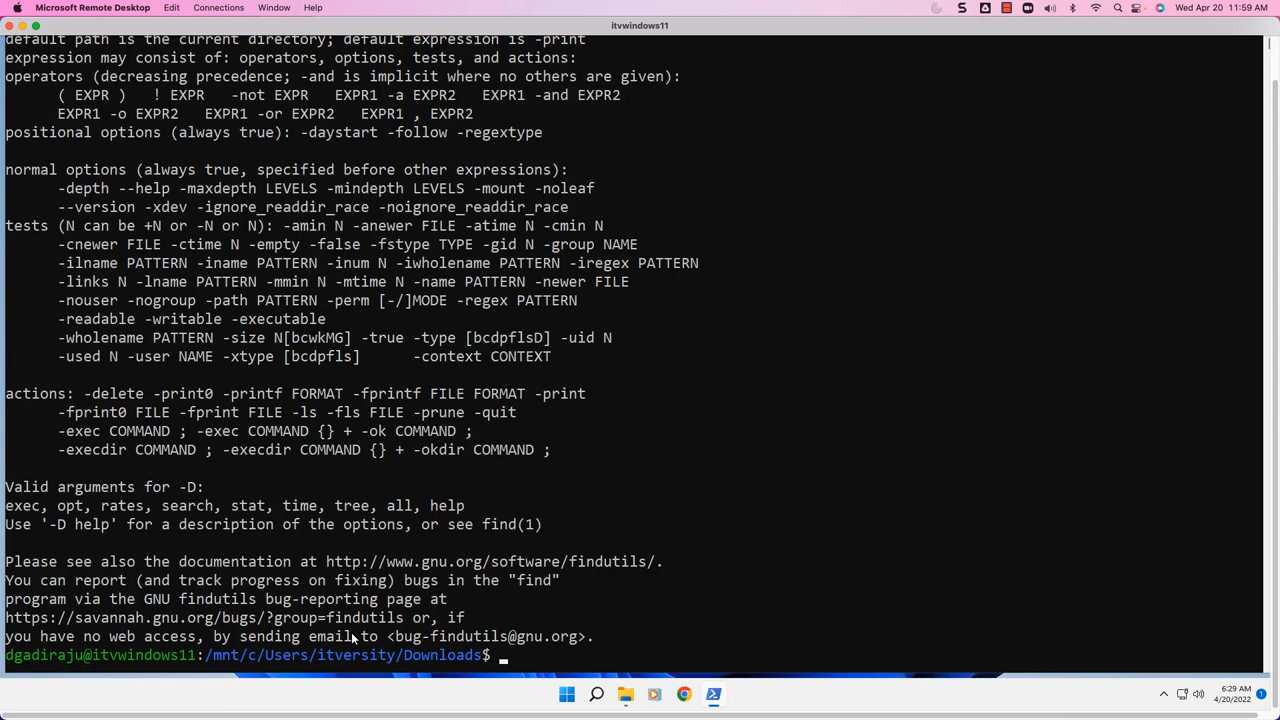 Microsoft Remote Desktop Edit Connections Window Help
Wed Apr 20 11:59 AM
itvwindows11
default path is the current directory; default expression is -print
expression may consist of: operators, options, tests, and actions:
operators (decreasing precedence; -and is implicit where no others are given):
( EXPR ) ! EXPR -not EXPR EXPR1 -a EXPR2 EXPR1 -and EXPR2
EXPR1 -o EXPR2 EXPR1 -or EXPR2 EXPR1 , EXPR2
positional options (always true): -daystart -follow -regextype
normal options (always true, specified before other expressions):
-depth --help -maxdepth LEVELS -mindepth LEVELS -mount -noleaf
--version -xdev -ignore_readdir_race -noignore_readdir_race
tests (N can be +N or -N or N): -amin N -anewer FILE -atime N -cmin N
-cnewer FILE -ctime N -empty -false -fstype TYPE -gid N -group NAME
-ilname PATTERN -iname PATTERN -inum N -iwholename PATTERN -iregex PATTERN
-links N -lname PATTERN -mmin N -mtime N -name PATTERN -newer FILE
-nouser -nogroup -path PATTERN -perm [-/]MODE -regex PATTERN
-readable -writable -executable
-wholename PATTERN -size N[bcwkMG] -true -type [bcdpflsD] -uid N
-used N -user NAME -xtype [bcdpfls] -context CONTEXT
actions: -delete -print0 -printf FORMAT -fprintf FILE FORMAT -print
-fprint0 FILE -fprint FILE -ls -fls FILE -prune -quit
-exec COMMAND ; -exec COMMAND {} + -ok COMMAND ;
-execdir COMMAND ; -execdir COMMAND {} + -okdir COMMAND ;
Valid arguments for -D:
exec, opt, rates, search, stat, time, tree, all, help
Use '-D help' for a description of the options, or see find(1)
Please see also the documentation at http://www.gnu.org/software/findutils/.
You can report (and track progress on fixing) bugs in the "find"
program via the GNU findutils bug-reporting page at
https://savannah.gnu.org/bugs/?group=findutils or, if
you have no web access, by sending email to <bug-findutils@gnu.org>.
dgadiraju@itvwindows11:/mnt/c/Users/itversity/Downloads$
6:29 AM
4/20/2022
1